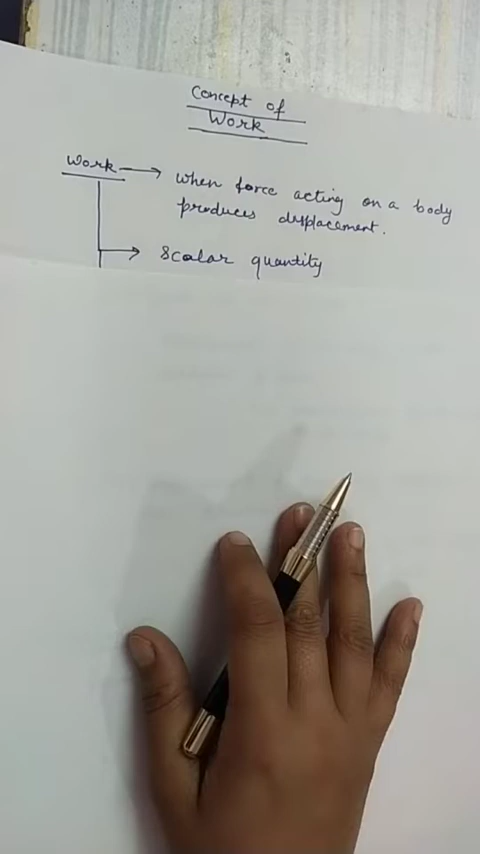 Concept of
Work
Work → when force acting on a body
produces displacement.
→ Scalar quantity